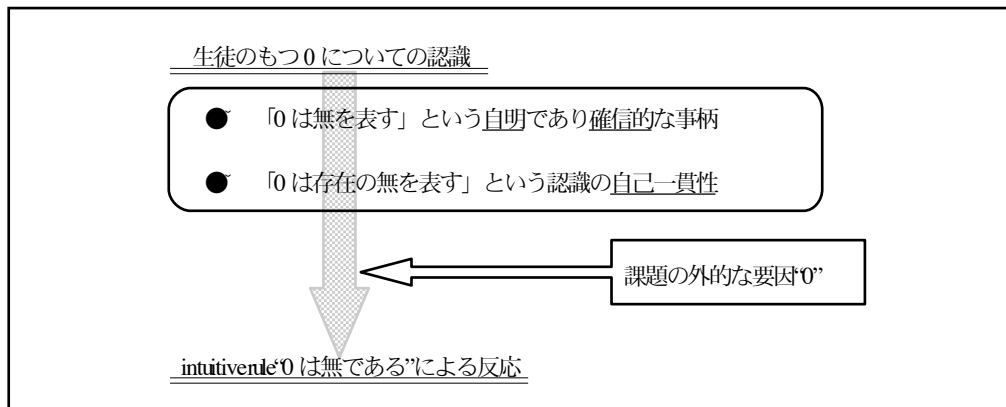 生徒のもつ0についての認識
● 「0は無を表す」という自明であり確信的な事柄
● 「0は存在の無を表す」という認識の自己一貫性
課題の外的な要因“0”
intuitiverule“0は無である”による反応